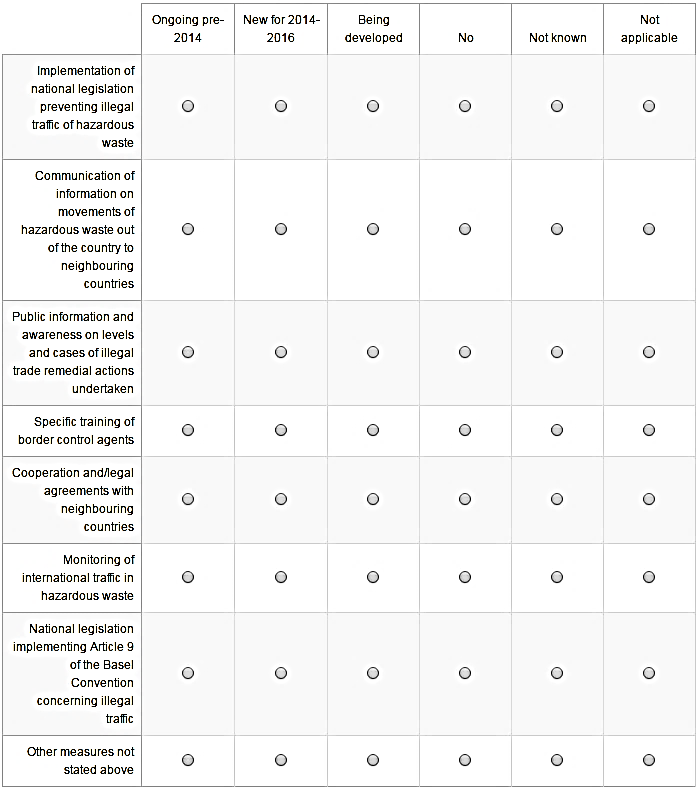 Ongoing pre-
2014
New for 2014-
2016
Being
developed
No
Not known
Not
applicable
Implementation of
national legislation
preventing illegal
traffic of hazardous
waste
Communication of
information on
movements of
hazardous waste out
of the country to
neighbouring
countries
Public information and
awareness on levels
and cases of illegal
trade remedial actions
undertaken
Specific training of
border control agents
Cooperation and/legal
agreements with
neighbouring
countries
Monitoring of
international traffic in
hazardous waste
National legislation
implementing Article 9
of the Basel
Convention
concerning illegal
traffic
Other measures not
stated above